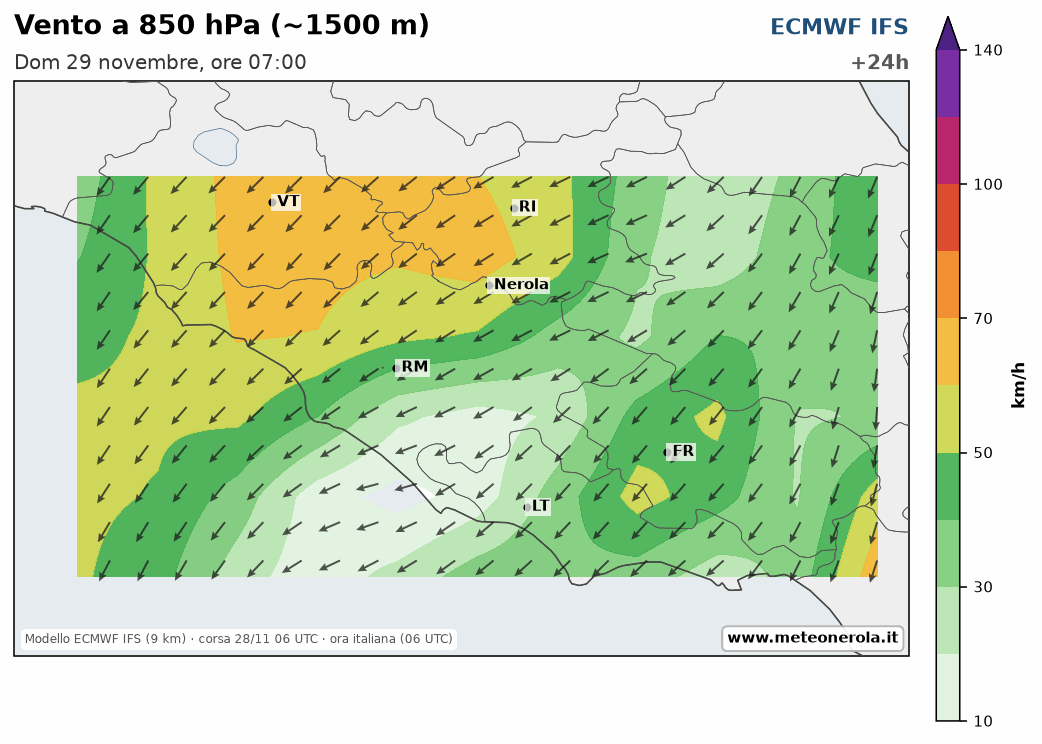 Vento a 850 hPa (~1500 m)
ECMWF IFS
Dom 29 novembre, ore 07:00
+24h
VT
RI
Nerola
RM
FR
LT
140
100
70
50
30
10
km/h
Modello ECMWF IFS (9 km) · corsa 28/11 06 UTC · ora italiana (06 UTC)
www.meteonerola.it